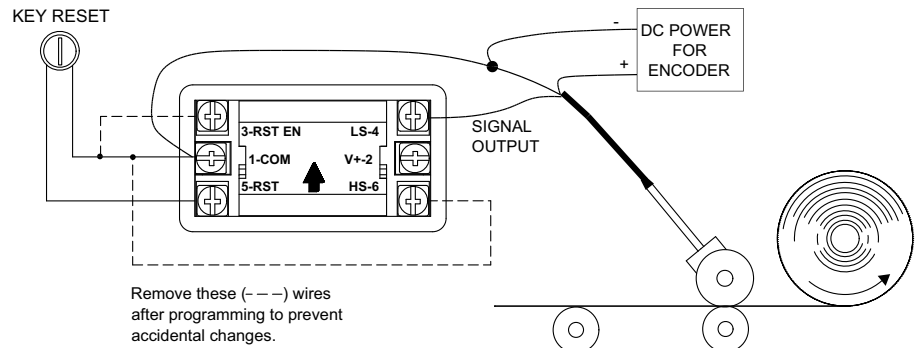 KEY RESET
-
DC POWER
FOR
ENCODER
+
SIGNAL
OUTPUT
3-RST EN
LS-4
1-COM
V+-2
5-RST
HS-6
Remove these (– – –) wires
after programming to prevent
accidental changes.